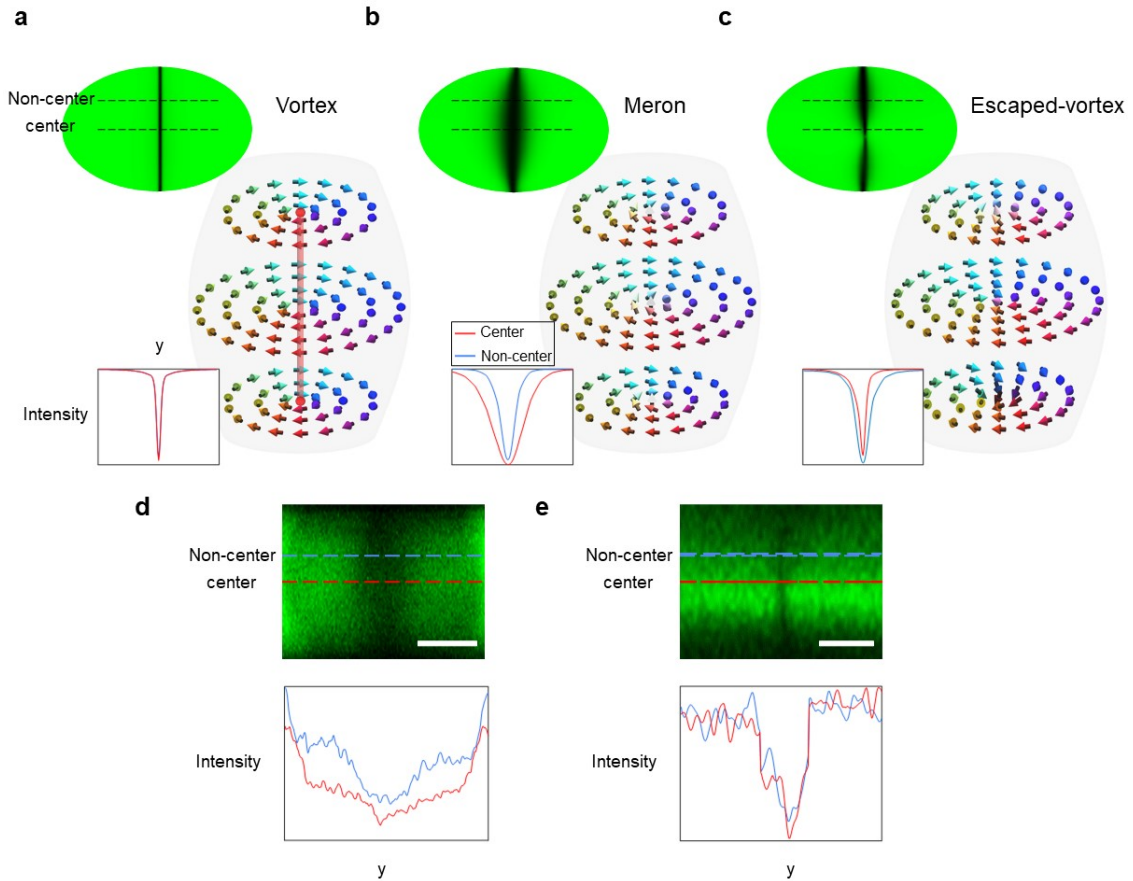 a
b
c
Non-center
center
Vortex
Meron
Escaped-vortex
y
Intensity
Center
Non-center
d
e
Non-center
center
Non-center
center
Intensity
Intensity
y
y